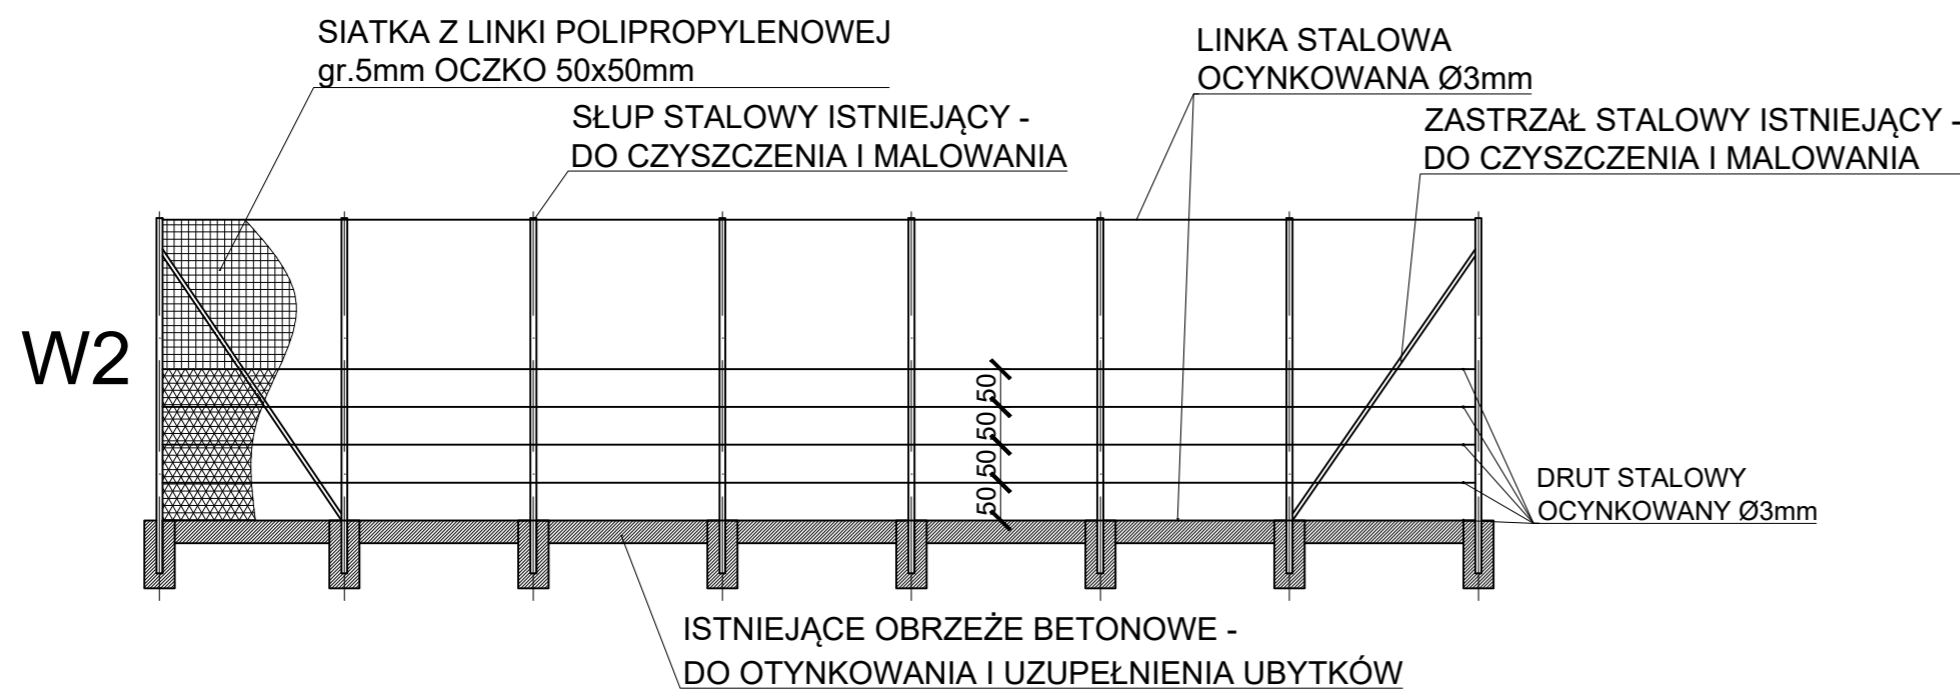 SIATKA Z LINKI POLIPROPYLENOWEJ
gr.5mm OCZKO 50x50mm
LINKA STALOWA
OCYNKOWANA Ø3mm
SŁUP STALOWY ISTNIEJĄCY -
DO CZYSZCZENIA I MALOWANIA
ZASTRZAŁ STALOWY ISTNIEJĄCY -
DO CZYSZCZENIA I MALOWANIA
W2
50
50
50
50
DRUT STALOWY
OCYNKOWANY Ø3mm
ISTNIEJĄCE OBRZEŻE BETONOWE -
DO OTYNKOWANIA I UZUPEŁNIENIA UBYTKÓW